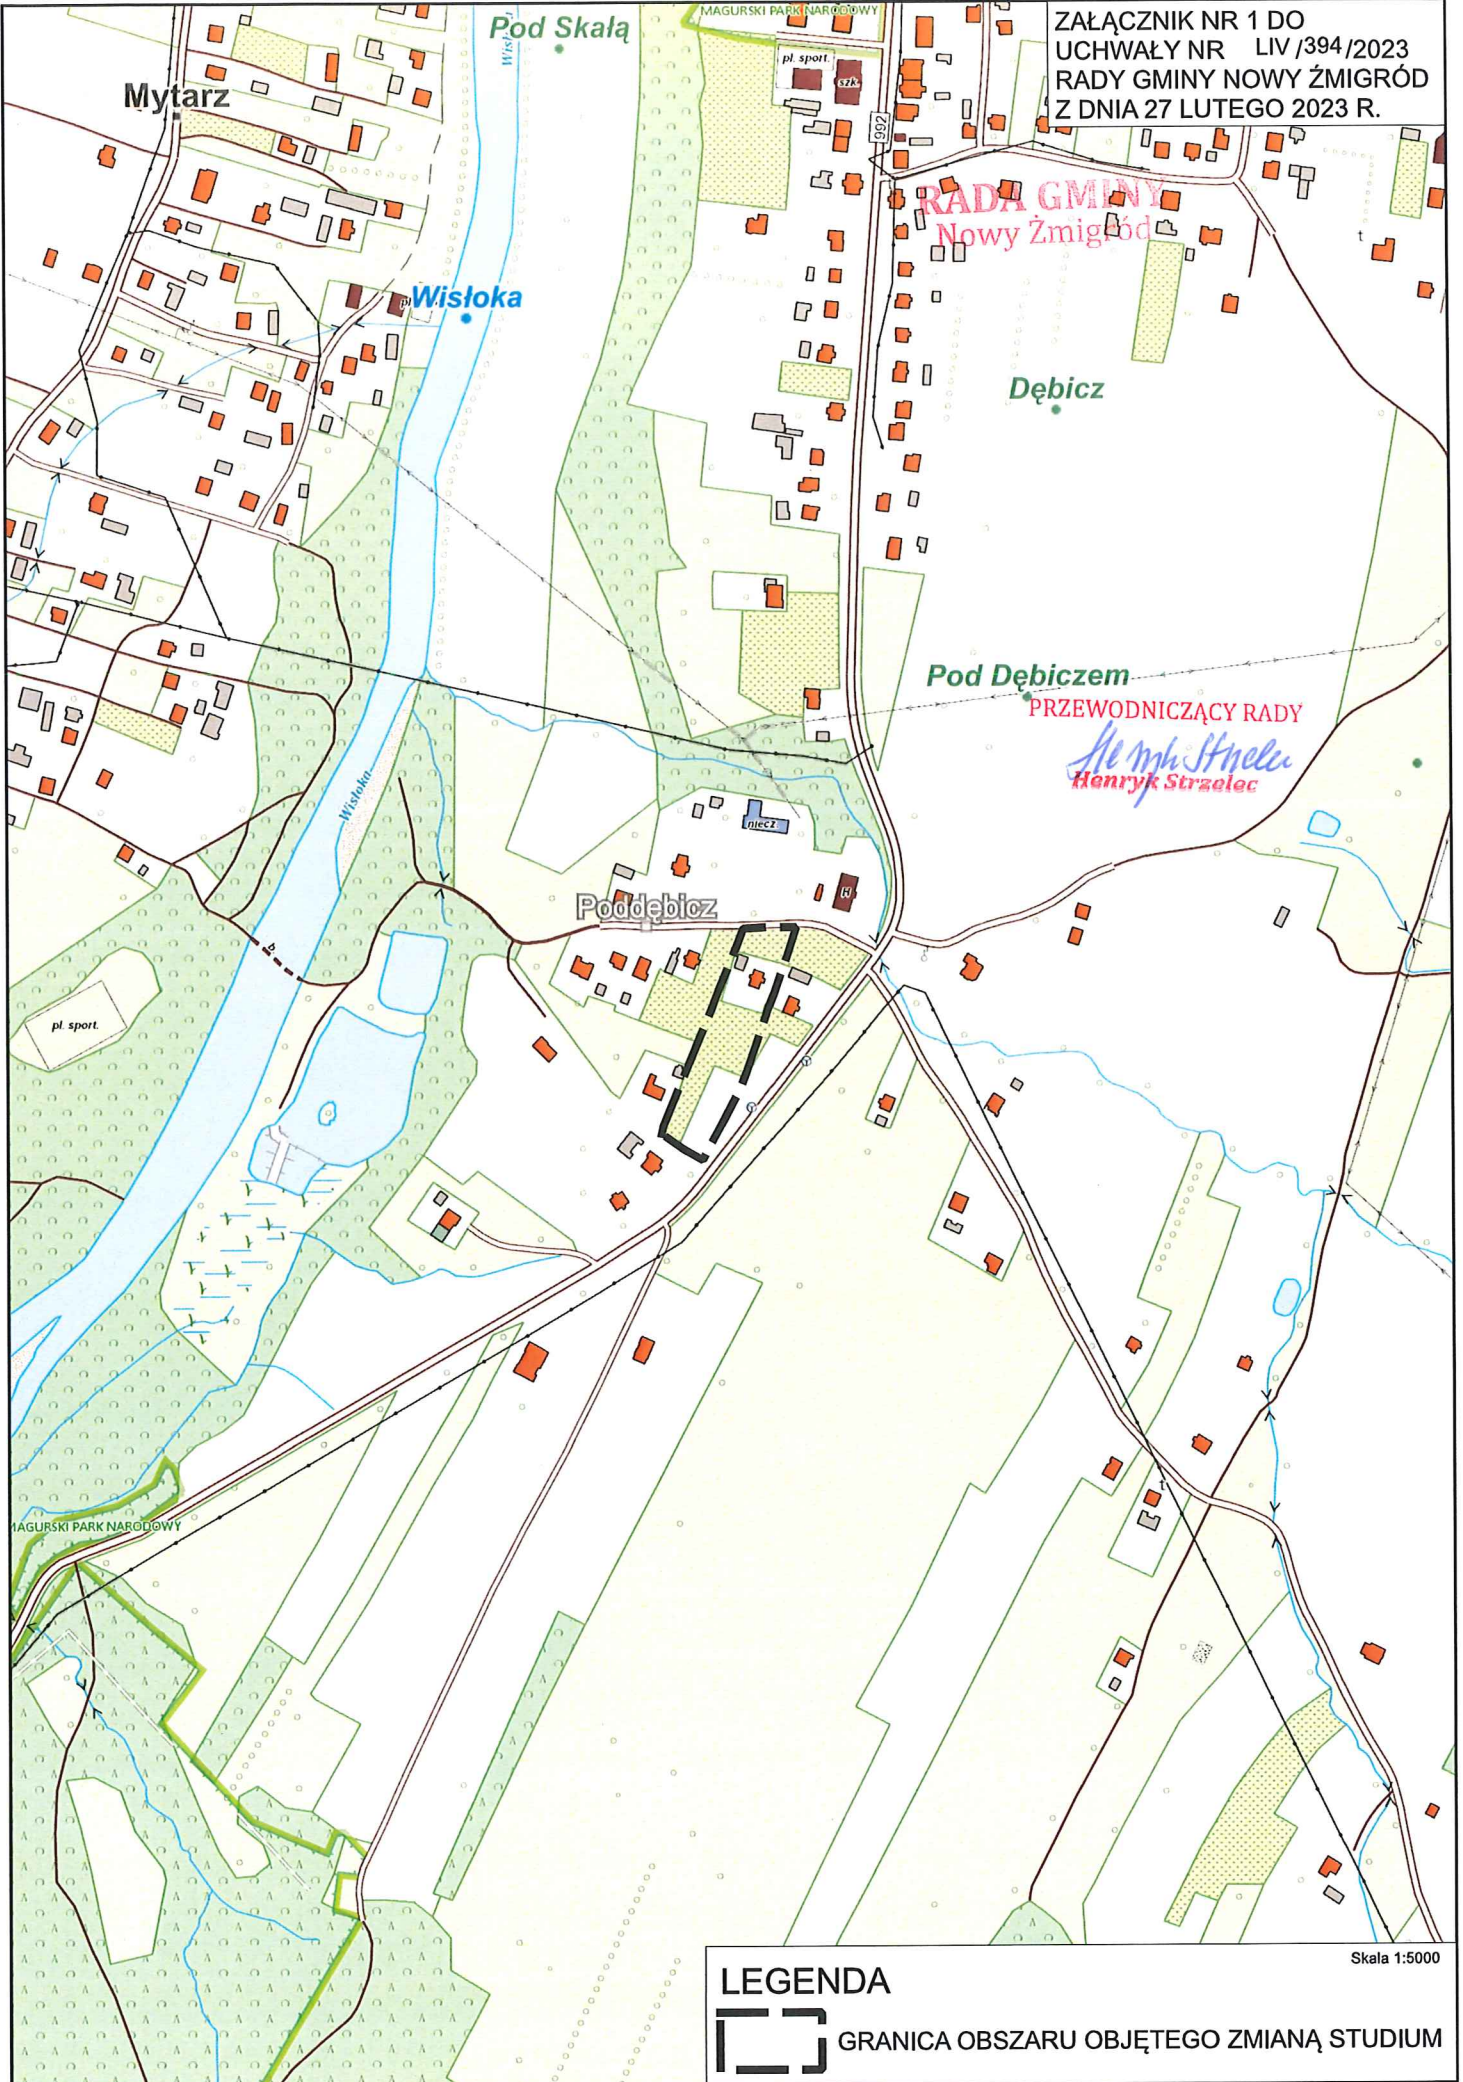 ZAŁĄCZNIK NR 1 DO
UCHWAŁY NR LIV /394/2023
RADY GMINY NOWY ŻMIGRÓD
Z DNIA 27 LUTEGO 2023 R.
MAGURSKI PARK NARODOWY
Pod Skałą
pl. sport.
szk.
Mytarz
992
RADA GMINY
Nowy Żmigród
t
Wisłoka
Dębicz
Pod Dębiczem
PRZEWODNICZĄCY RADY
Henryk Strzelec
Henryk Strzelec
Wisłoka
niecz.
H
Poddębicz
b.
pl. sport.
t
MAGURSKI PARK NARODOWY
Skala 1:5000
LEGENDA
GRANICA OBSZARU OBJĘTEGO ZMIANĄ STUDIUM